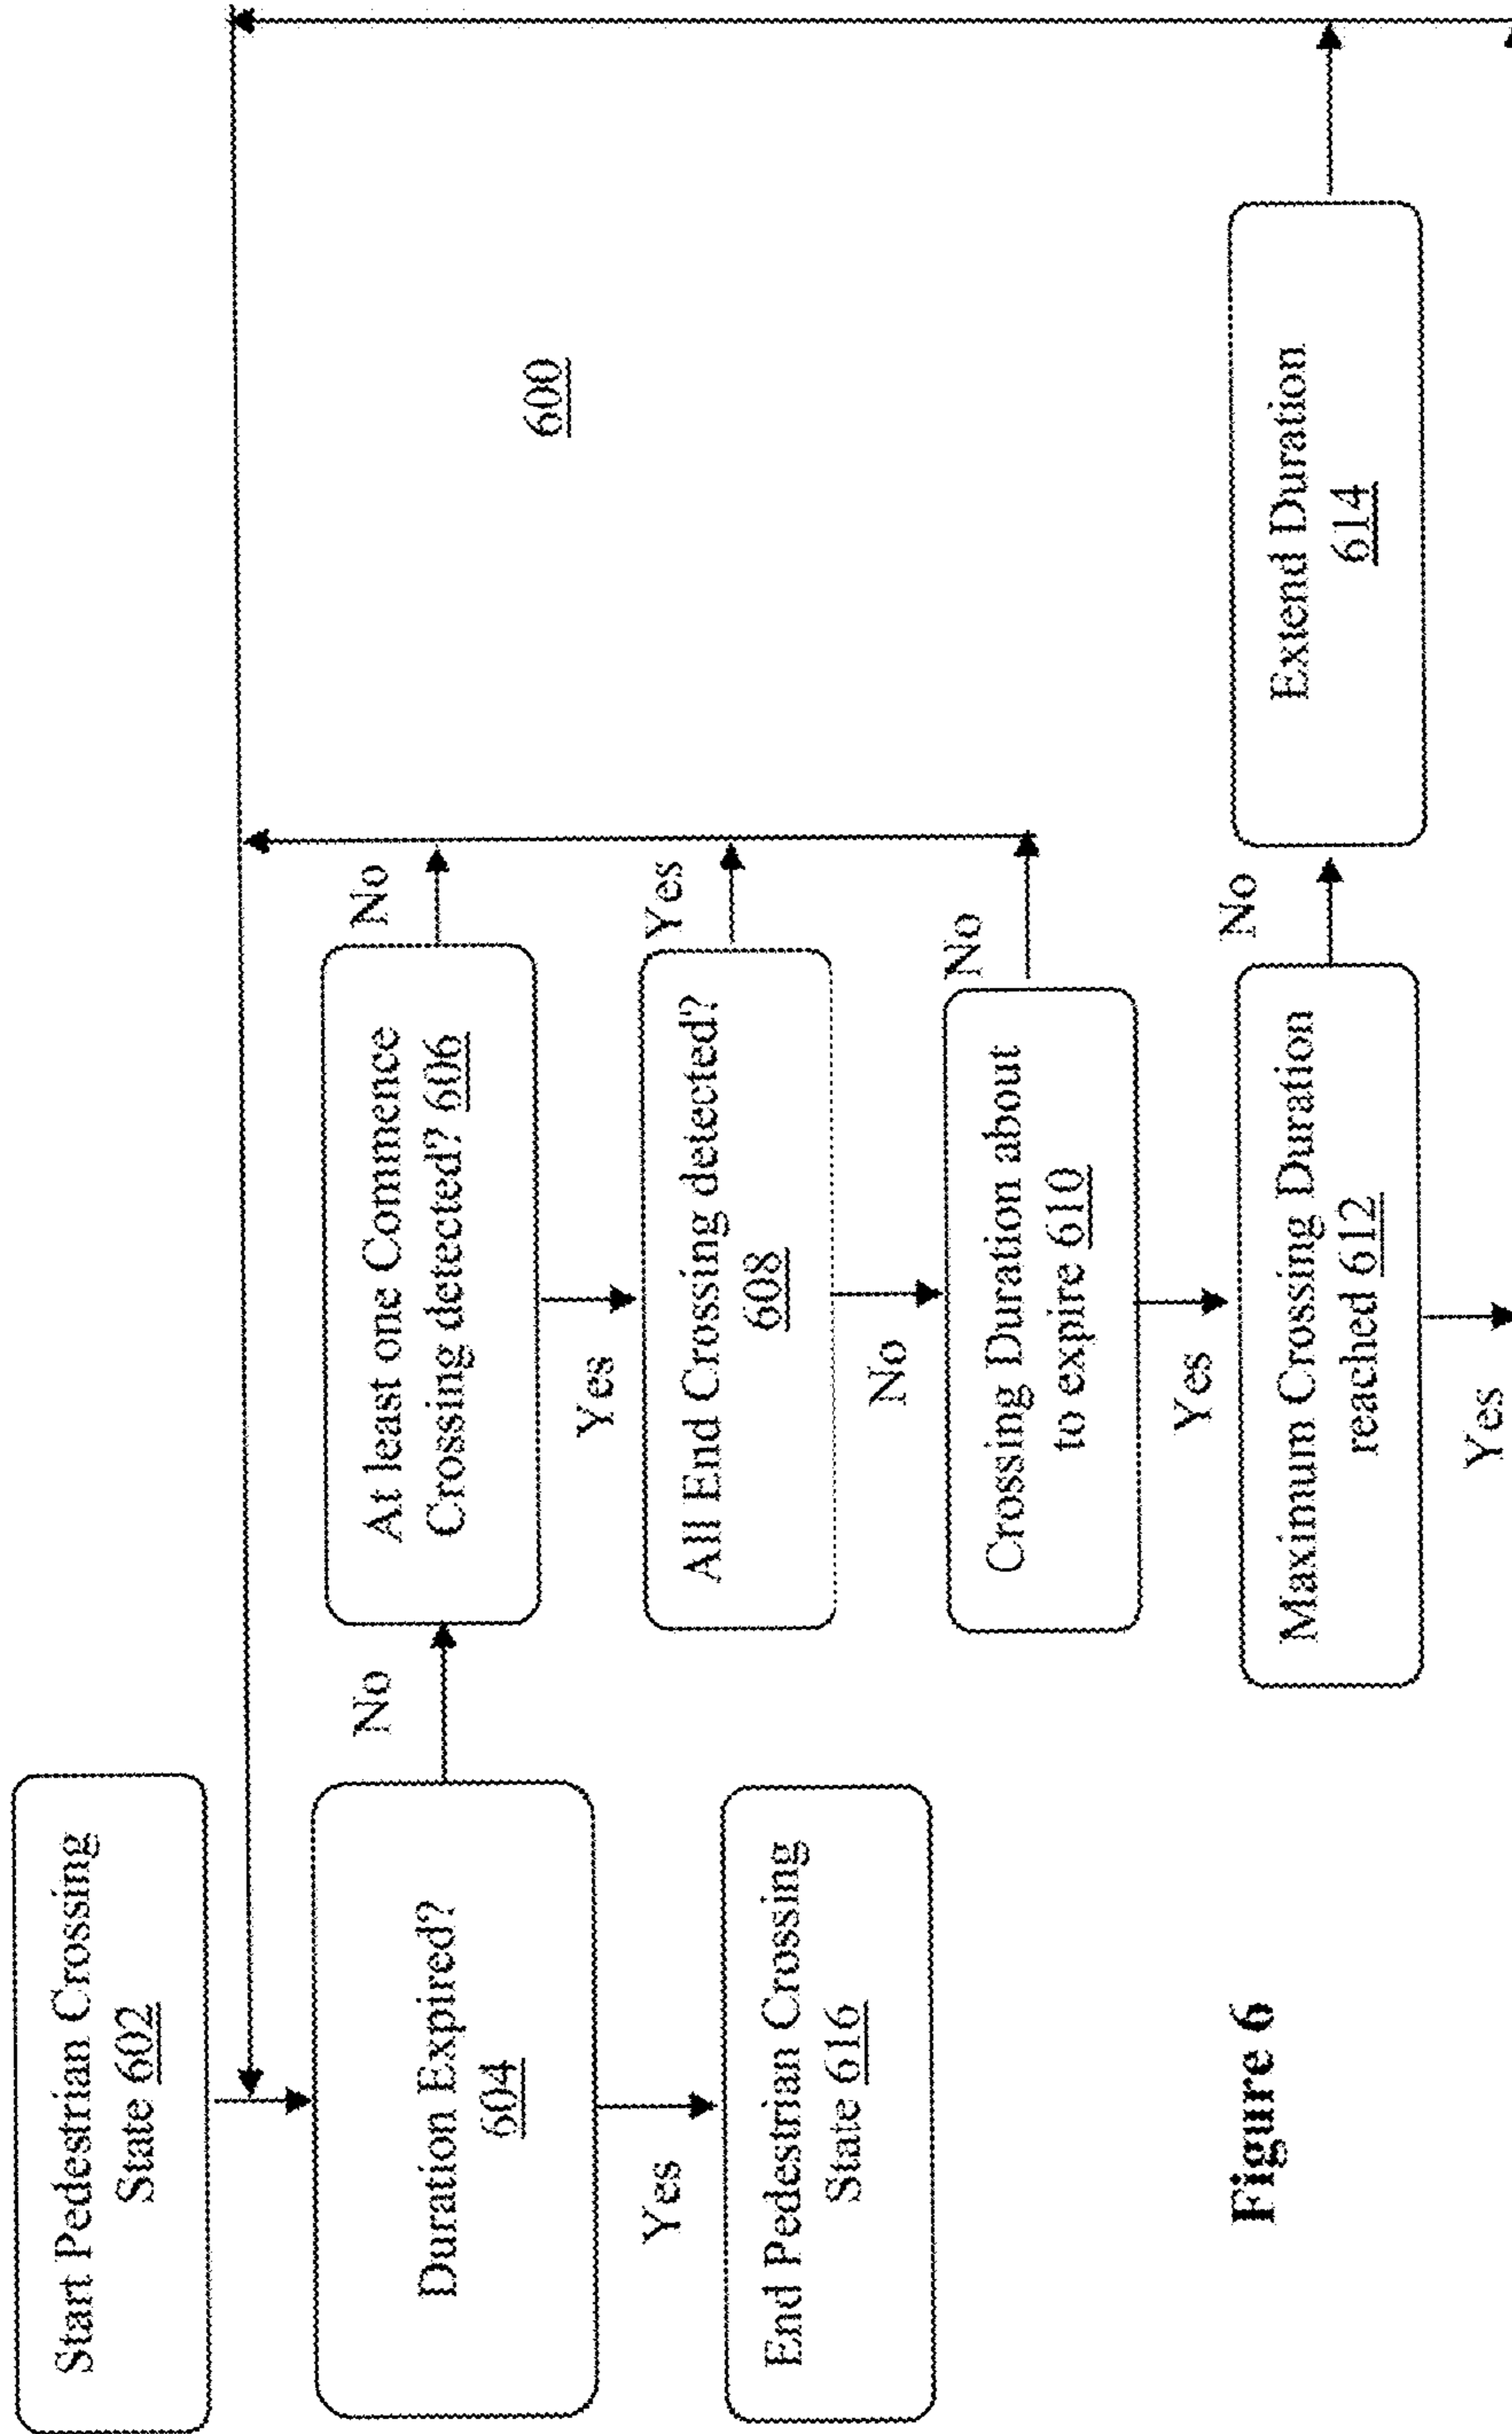 Start Pedestrian Crossing
State 602
Duration Expired?
604
No
Yes
End Pedestrian Crossing
State 616
At least one Commence
Crossing detected? 606
No
Yes
All End Crossing detected?
608
Yes
No
Crossing Duration about
to expire 610
No
Yes
Maximum Crossing Duration
reached 612
No
Yes
Extend Duration
614
600
Figure 6